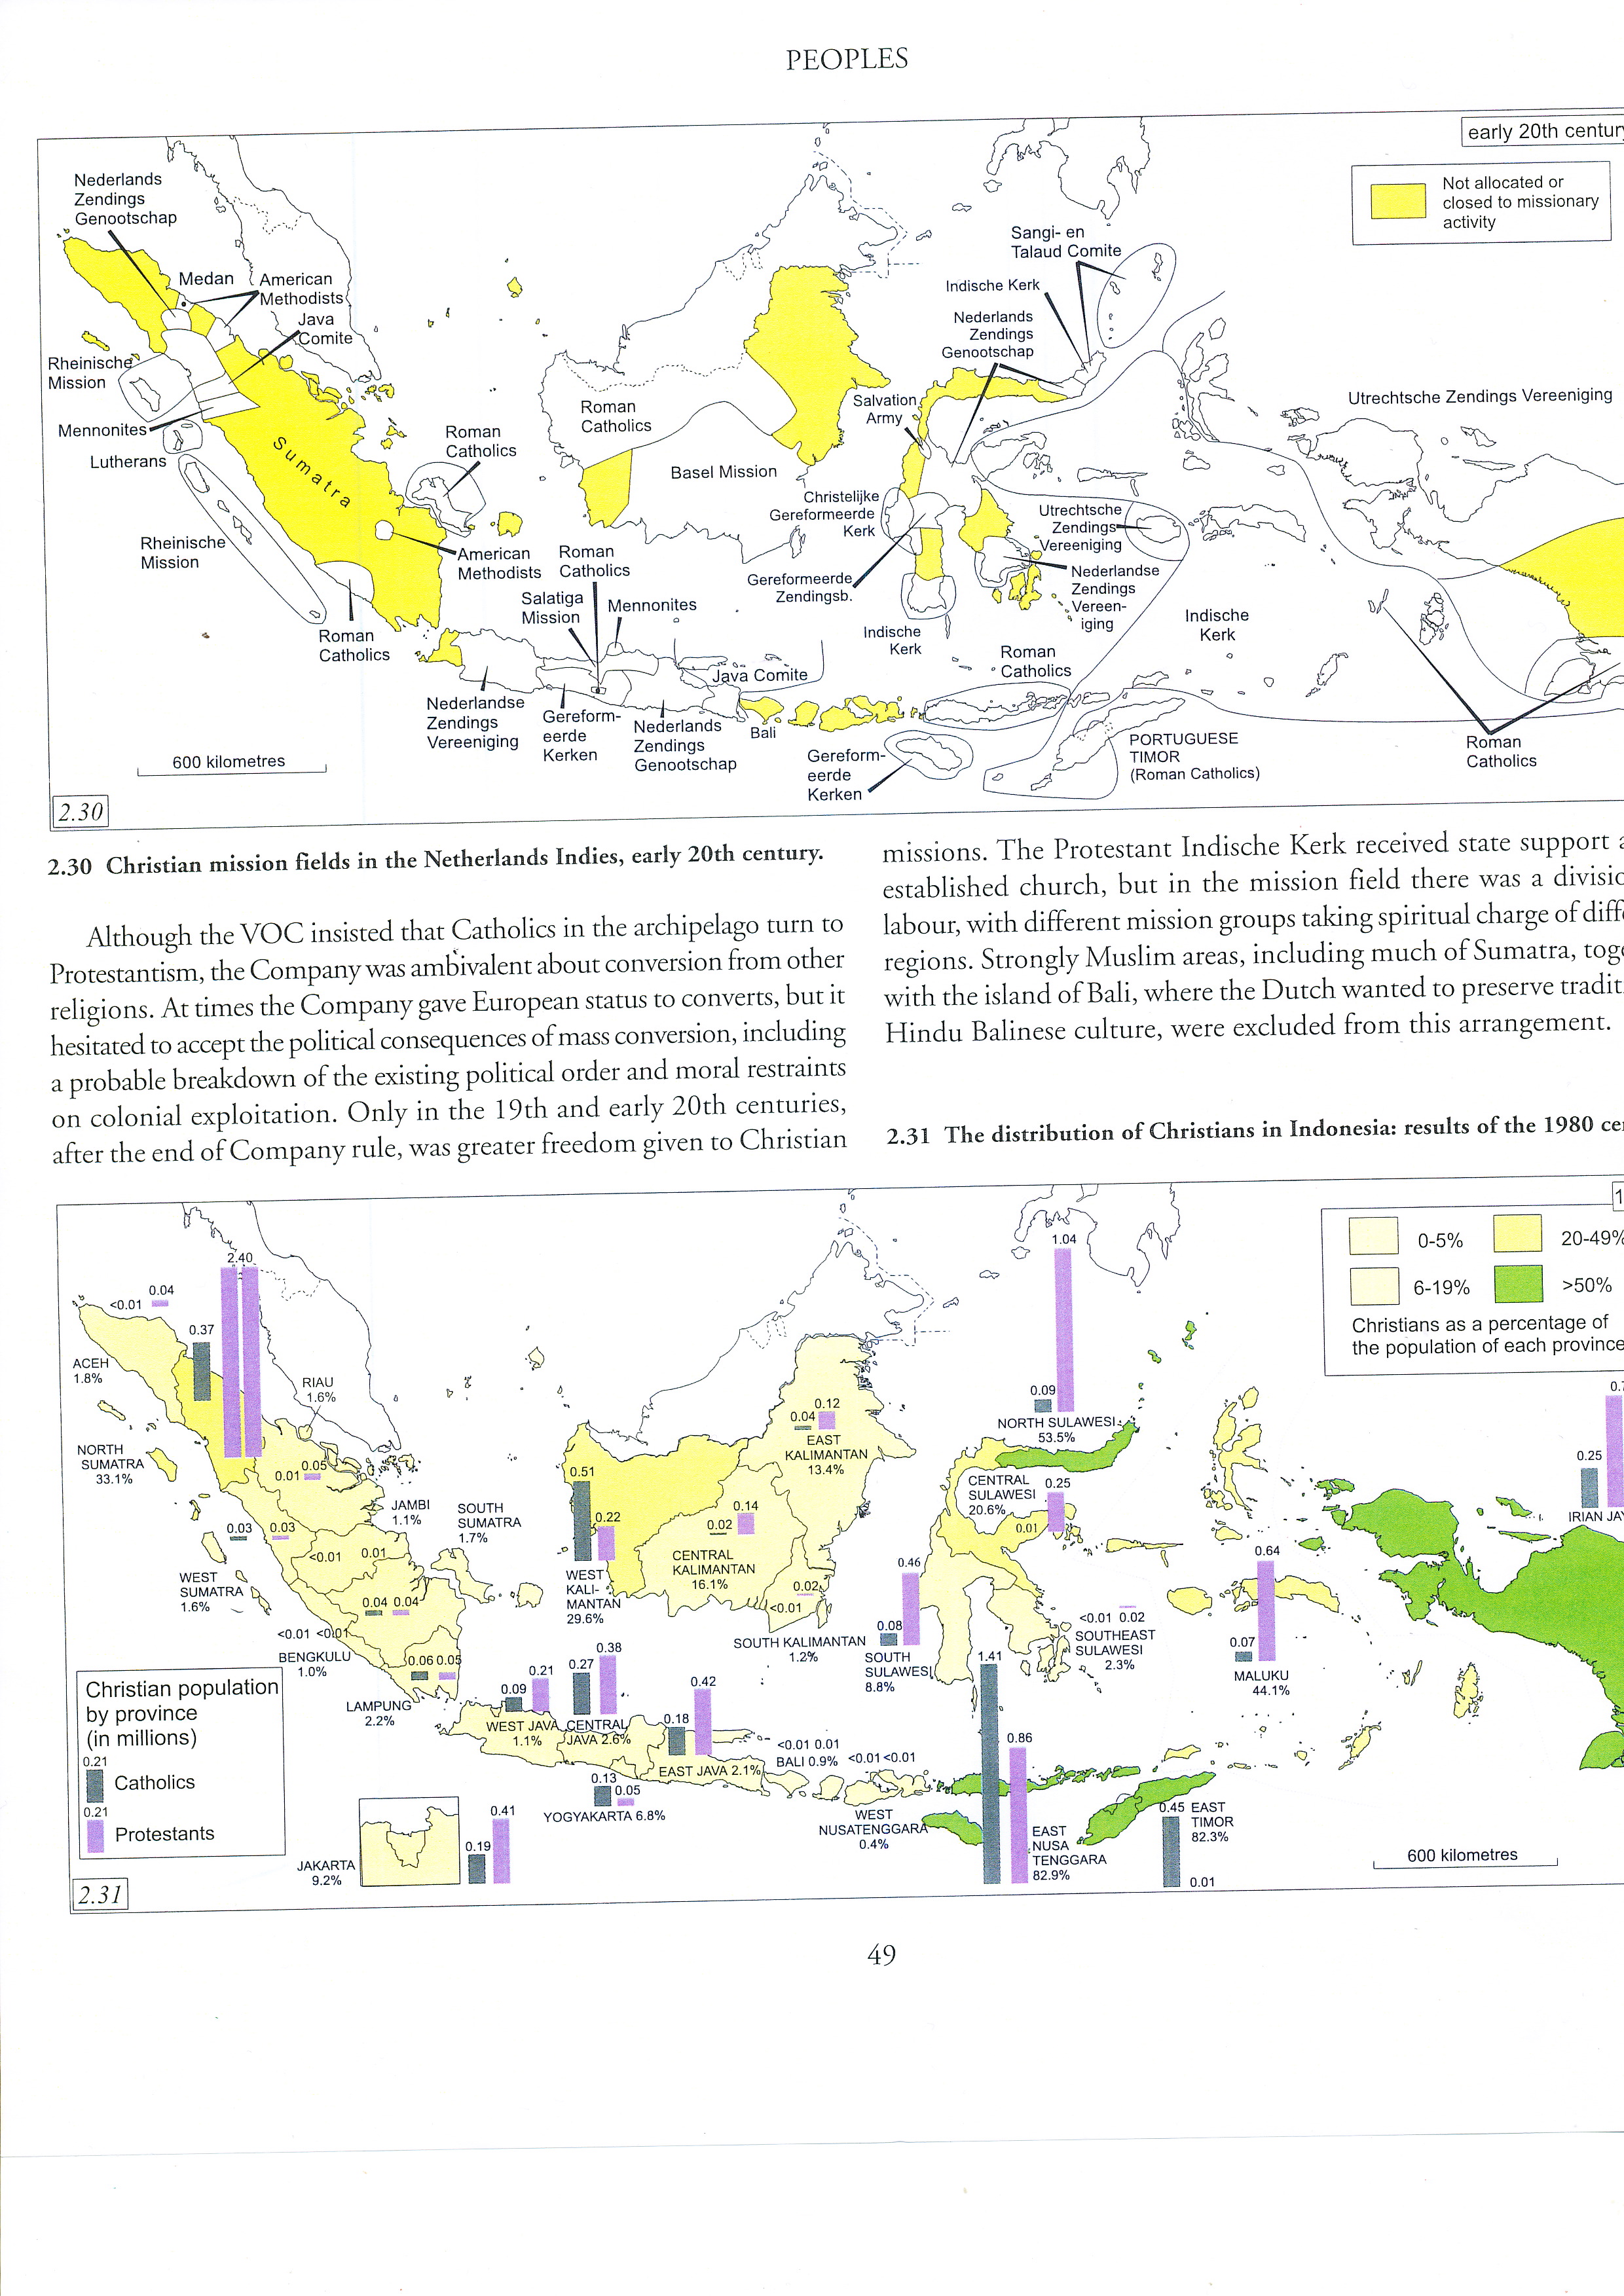 PEOPLES
early 20th centur
Not allocated or
closed to missionary
activity
Nederlands
Zendings
Genootschap
Medan
American
Methodists
Java
Comite
Rheinische
Mission
Mennonites
Lutherans
Sumatra
Rheinische
Mission
Roman
Catholics
American
Methodists
Roman
Catholics
Roman
Catholics
Basel Mission
Salatiga
Mission
Roman
Catholics
Mennonites
Nederlandse
Zendings
Vereeniging
Gereform-
eerde
Kerken
Nederlands
Zendings
Genootschap
Java Comite
Bali
Sangi- en
Talaud Comite
Indische Kerk
Nederlands
Zendings
Genootschap
Salvation
Army
Christelijke
Gereformeerde
Kerk
Gereformeerde
Zendingsb.
Indische
Kerk
Utrechtsche
Zendings
Vereeniging
Nederlandse
Zendings
Vereen-
iging
Roman
Catholics
Gereform-
eerde
Kerken
PORTUGUESE
TIMOR
(Roman Catholics)
Indische
Kerk
Utrechtsche Zendings Vereeniging
Roman
Catholics
600 kilometres
2.30
2.30 Christian mission fields in the Netherlands Indies, early 20th century.
Although the VOC insisted that Catholics in the archipelago turn to
Protestantism, the Company was ambivalent about conversion from other
religions. At times the Company gave European status to converts, but it
hesitated to accept the political consequences of mass conversion, including
a probable breakdown of the existing political order and moral restraints
on colonial exploitation. Only in the 19th and early 20th centuries,
after the end of Company rule, was greater freedom given to Christian
missions. The Protestant Indische Kerk received state support a
established church, but in the mission field there was a divisio
labour, with different mission groups taking spiritual charge of diff
regions. Strongly Muslim areas, including much of Sumatra, toge
with the island of Bali, where the Dutch wanted to preserve tradit
Hindu Balinese culture, were excluded from this arrangement.
2.31 The distribution of Christians in Indonesia: results of the 1980 ce
1
0-5%
20-49%
6-19%
>50%
Christians as a percentage of
the population of each province
<0.01 0.04
ACEH
1.8%
0.37
2.40
NORTH
SUMATRA
33.1%
RIAU
1.6%
0.01 0.05
0.03 0.03
WEST
SUMATRA
1.6%
JAMBI
1.1%
<0.01 0.01
SOUTH
SUMATRA
1.7%
0.04 0.04
<0.01 <0.01
BENGKULU
1.0%
0.06 0.05
LAMPUNG
2.2%
0.51
0.22
WEST
KALI-
MANTAN
29.6%
0.02
0.14
CENTRAL
KALIMANTAN
16.1%
0.04
0.12
EAST
KALIMANTAN
13.4%
0.02
<0.01
SOUTH KALIMANTAN
1.2%
1.04
0.09
NORTH SULAWESI
53.5%
CENTRAL
SULAWESI
20.6%
0.25
0.01
0.46
0.08
SOUTH
SULAWESI
8.8%
<0.01 0.02
SOUTHEAST
SULAWESI
2.3%
0.64
0.07
MALUKU
44.1%
0.7
0.25
IRIAN JAY
0.09
0.21
WEST JAVA
1.1%
0.27
0.38
CENTRAL
JAVA 2.6%
0.18
0.42
EAST JAVA 2.1%
0.13
0.05
YOGYAKARTA 6.8%
<0.01 0.01
BALI 0.9%
<0.01 <0.01
WEST
NUSATENGGARA
0.4%
1.41
0.86
EAST
NUSA
TENGGARA
82.9%
0.45
EAST
TIMOR
82.3%
0.01
JAKARTA
9.2%
0.19
0.41
Christian population
by province
(in millions)
0.21
Catholics
0.21
Protestants
600 kilometres
2.31
49